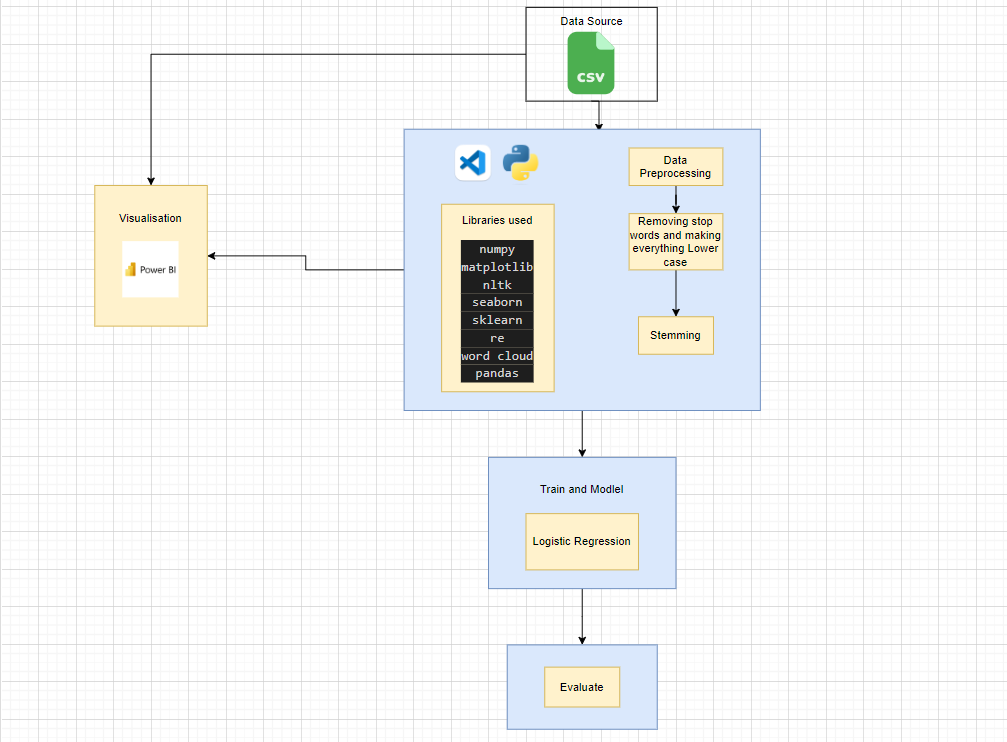 Data Source
CSV
Data
Preprocessing
Visualisation
Power BI
Libraries used
numpy
matplotlib
nltk
seaborn
sklearn
re
word cloud
pandas
Removing stop
words and making
everything Lower
case
Stemming
Train and Modlel
Logistic Regression
Evaluate